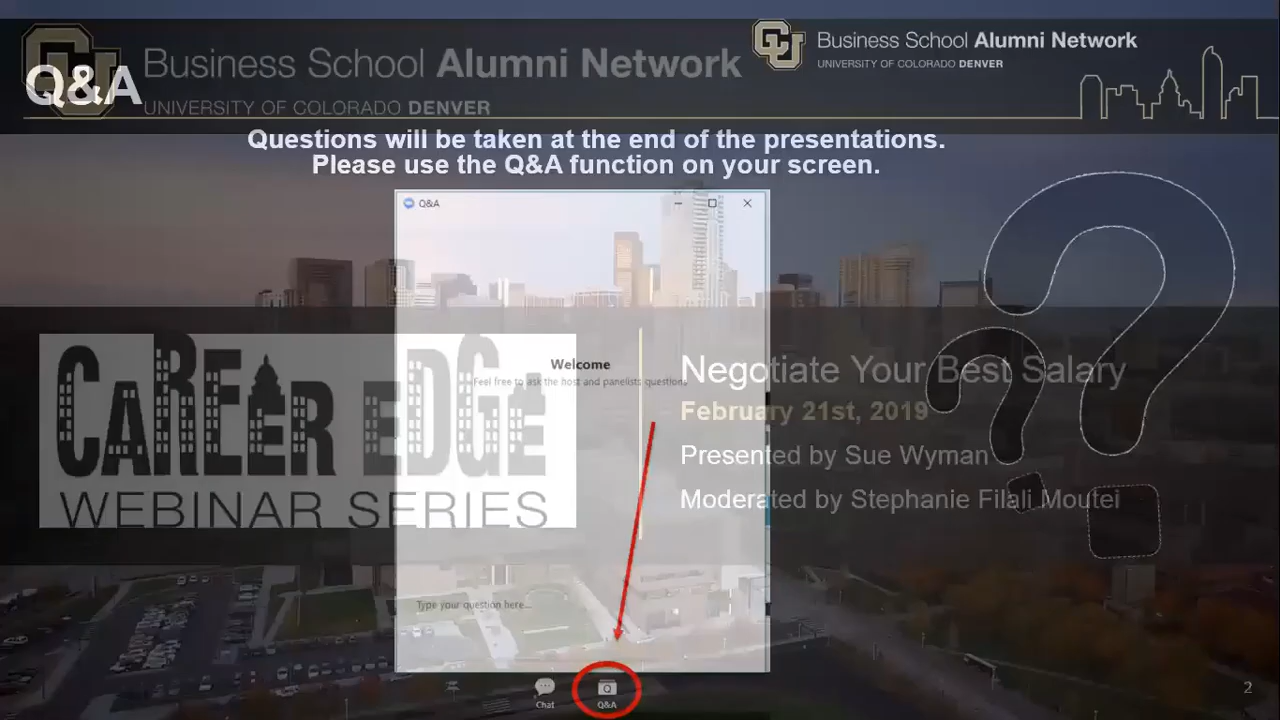 Business School Alumni Network
UNIVERSITY OF COLORADO DENVER
Q&A
Business School Alumni Network
UNIVERSITY OF COLORADO DENVER
Questions will be taken at the end of the presentations.
Please use the Q&A function on your screen.
Q&A
Welcome
Feel free to ask the host and panelists questions
CAREER EDGE
WEBINAR SERIES
Negotiate Your Best Salary
February 21st, 2019
Presented by Sue Wyman
Moderated by Stephanie Filali Moutei
Type your question here...
Chat
Q&A
2